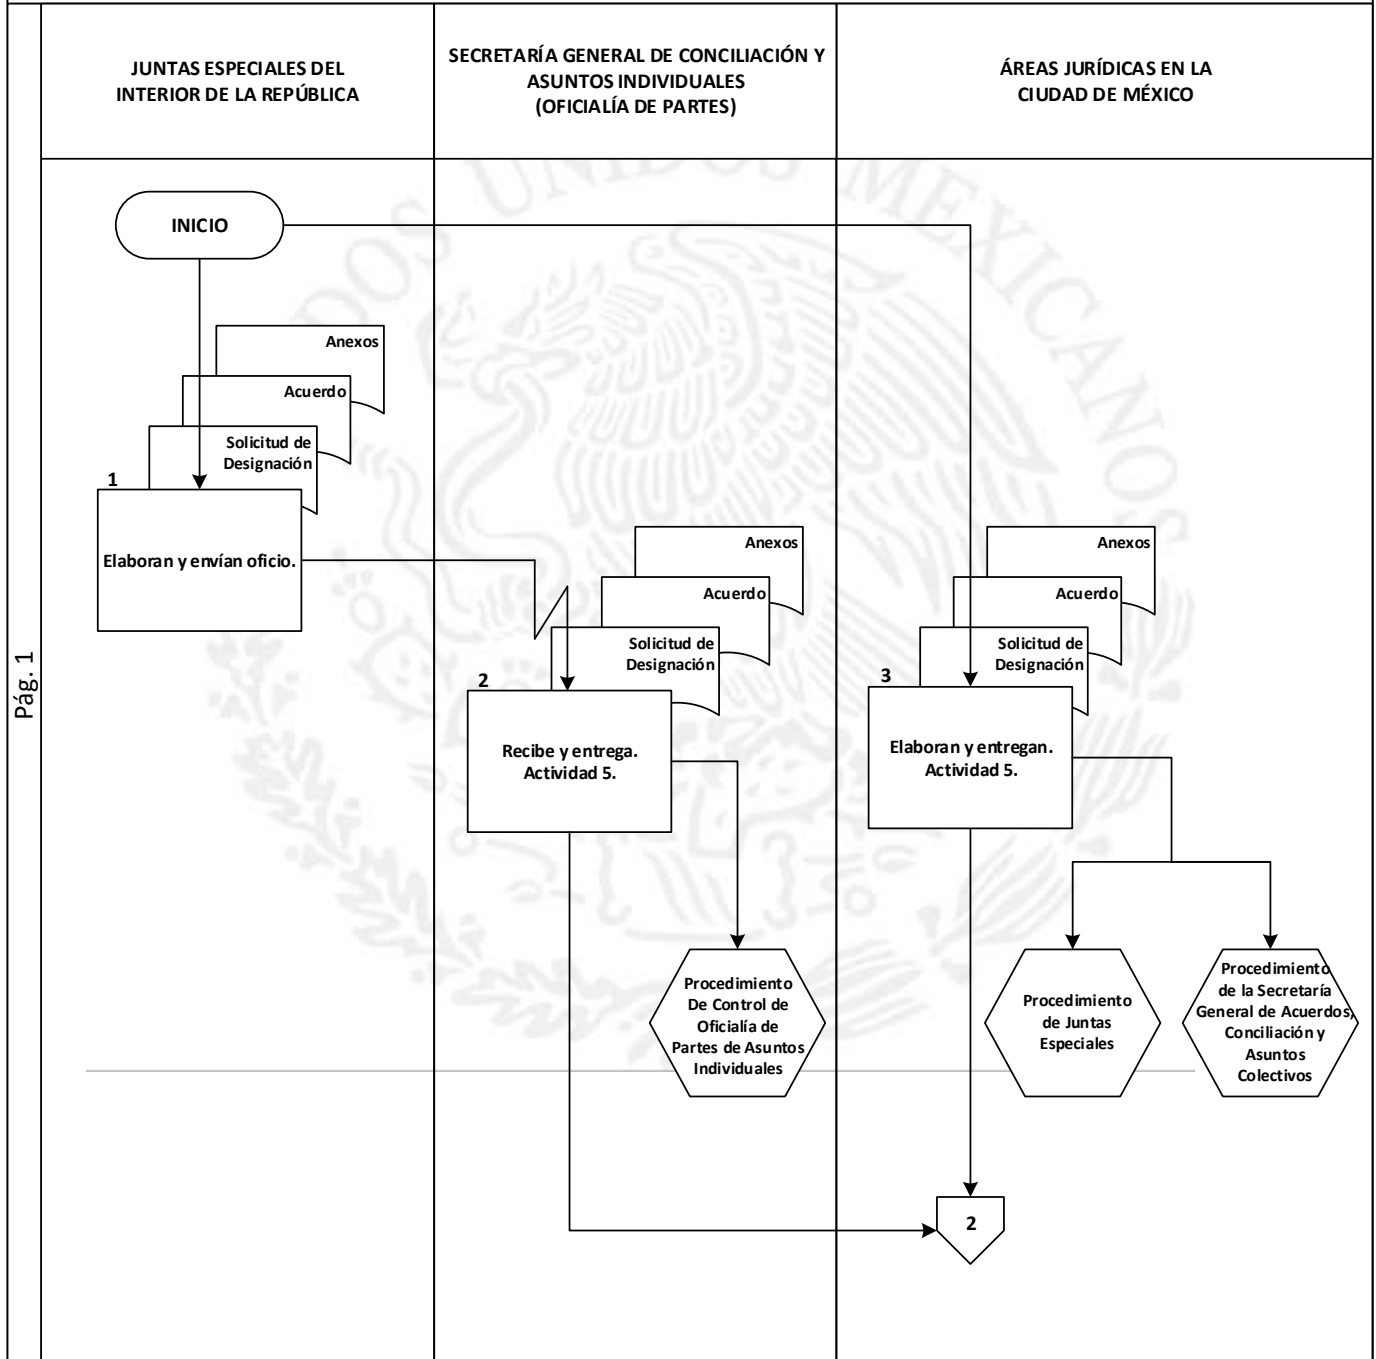 JUNTAS ESPECIALES DEL
INTERIOR DE LA REPÚBLICA
SECRETARÍA GENERAL DE CONCILIACIÓN Y
ASUNTOS INDIVIDUALES
(OFICIALÍA DE PARTES)
ÁREAS JURÍDICAS EN LA
CIUDAD DE MÉXICO
Pág. 1
INICIO
Anexos
Acuerdo
Solicitud de
Designación
1
Elaboran y envían oficio.
Anexos
Acuerdo
Solicitud de
Designación
2
Recibe y entrega.
Actividad 5.
Anexos
Acuerdo
Solicitud de
Designación
3
Elaboran y entregan.
Actividad 5.
Procedimiento
De Control de
Oficialía de
Partes de Asuntos
Individuales
Procedimiento
de Juntas
Especiales
Procedimiento
de la Secretaría
General de Acuerdos,
Conciliación y
Asuntos
Colectivos
2
UNIDOS MEXICANOS